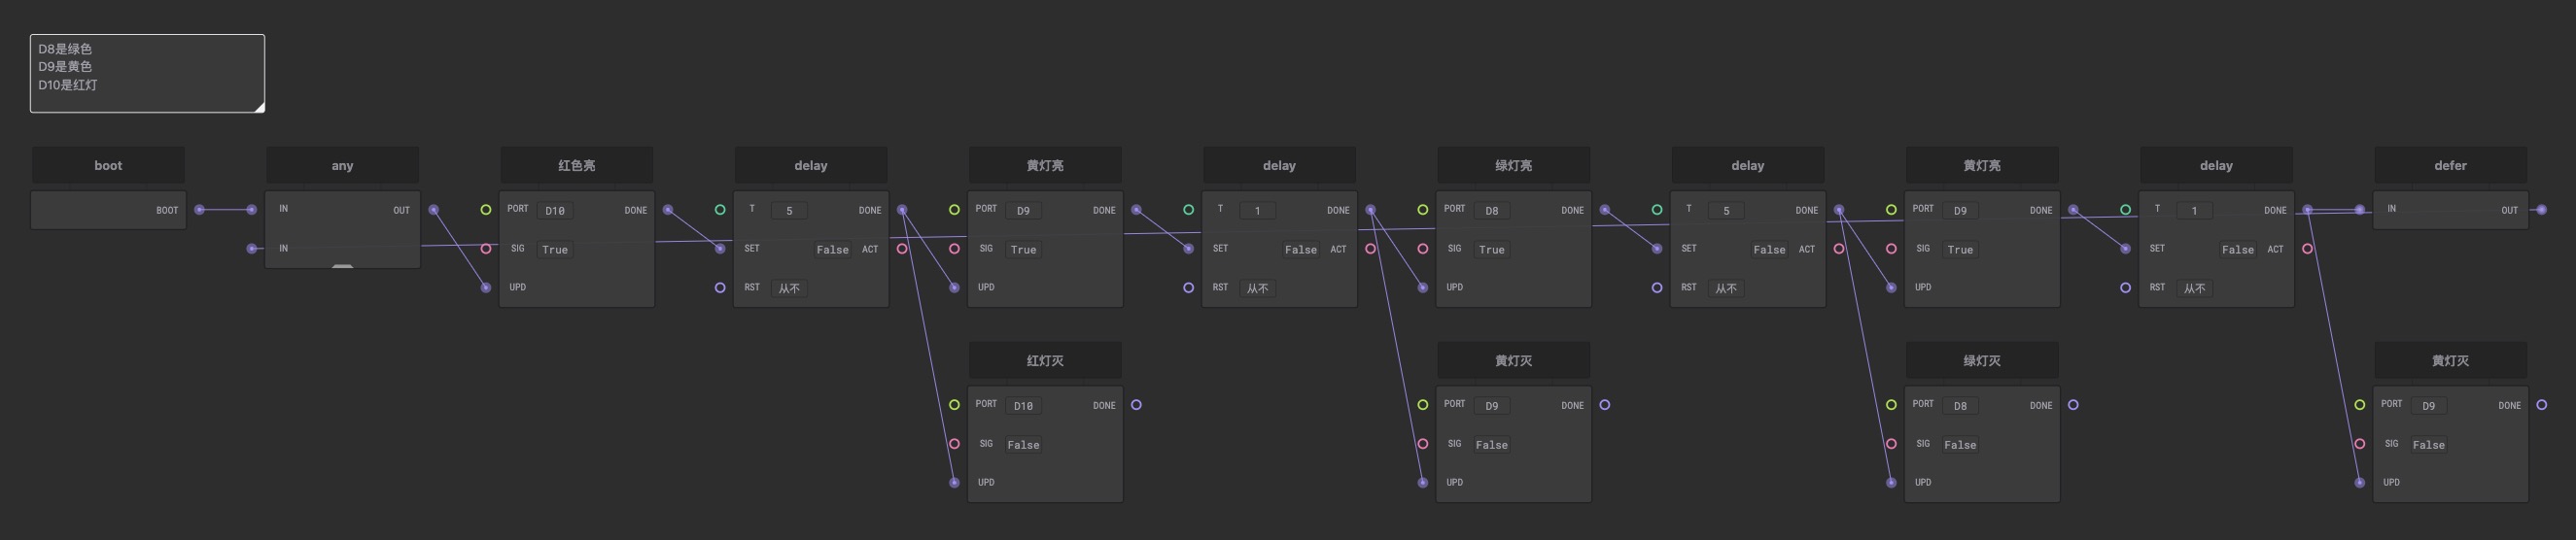 D8是绿色
D9是黄色
D10是红灯
boot
any
红色亮
delay
黄灯亮
delay
绿灯亮
delay
黄灯亮
delay
defer
BOOT
IN
OUT
IN
PORT D10 DONE
SIG True
UPD
T 5 DONE
SET False ACT
RST 从不
PORT D9 DONE
SIG True
UPD
T 1 DONE
SET False ACT
RST 从不
PORT D8 DONE
SIG True
UPD
T 5 DONE
SET False ACT
RST 从不
PORT D9 DONE
SIG True
UPD
T 1 DONE
SET False ACT
RST 从不
IN OUT
红灯灭
PORT D10 DONE
SIG False
UPD
黄灯灭
PORT D9 DONE
SIG False
UPD
绿灯灭
PORT D8 DONE
SIG False
UPD
黄灯灭
PORT D9 DONE
SIG False
UPD